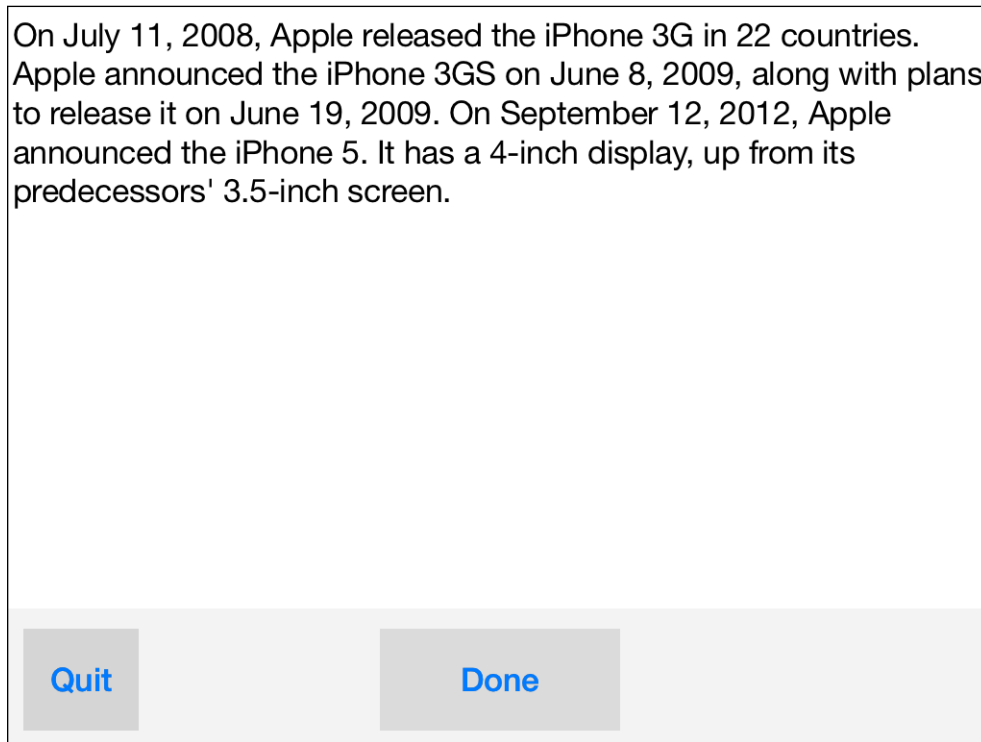 On July 11, 2008, Apple released the iPhone 3G in 22 countries.
Apple announced the iPhone 3GS on June 8, 2009, along with plans
to release it on June 19, 2009. On September 12, 2012, Apple
announced the iPhone 5. It has a 4-inch display, up from its
predecessors' 3.5-inch screen.
Quit
Done